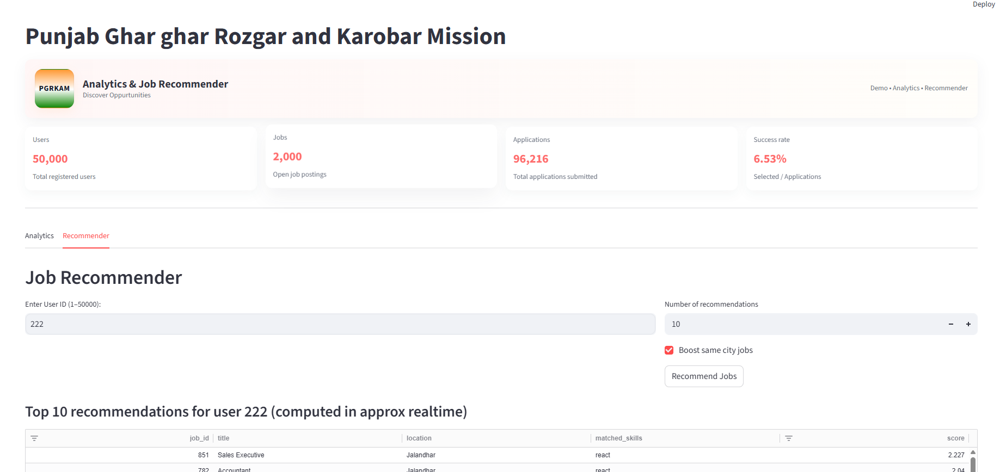 Deploy
Punjab Ghar ghar Rozgar and Karobar Mission
PGRKAM
Analytics & Job Recommender
Discover Oppurtunities
Demo • Analytics • Recommender
Users
50,000
Total registered users
Jobs
2,000
Open job postings
Applications
96,216
Total applications submitted
Success rate
6.53%
Selected / Applications
Analytics Recommender
Job Recommender
Enter User ID (1–50000):
222
Number of recommendations
10 − +
Boost same city jobs
Recommend Jobs
Top 10 recommendations for user 222 (computed in approx realtime)
job_id title location matched_skills score
851 Sales Executive Jalandhar react 2.227
782 Accountant Jalandhar react 2.04